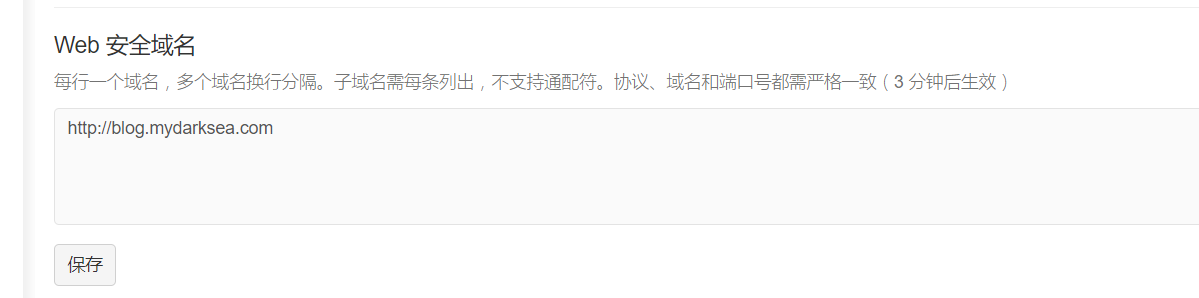 Web 安全域名
每行一个域名，多个域名换行分隔。子域名需每条列出，不支持通配符。协议、域名和端口号都需严格一致（3 分钟后生效）
http://blog.mydarksea.com
保存